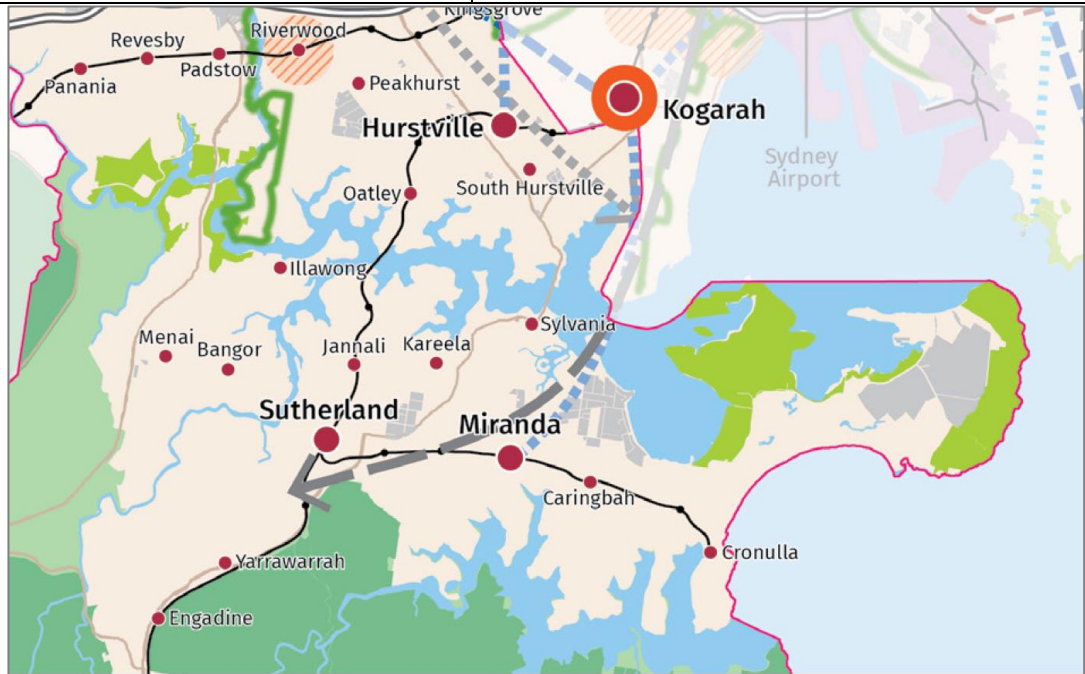 Kingsgrove
Riverwood
Revesby
Padstow
Panania
Peakhurst
Hurstville
Kogarah
Sydney
Airport
South Hurstville
Oatley
Illawong
Sylvania
Menai
Bangor
Jannali
Kareela
Sutherland
Miranda
Caringbah
Cronulla
Yarrawarrah
Engadine